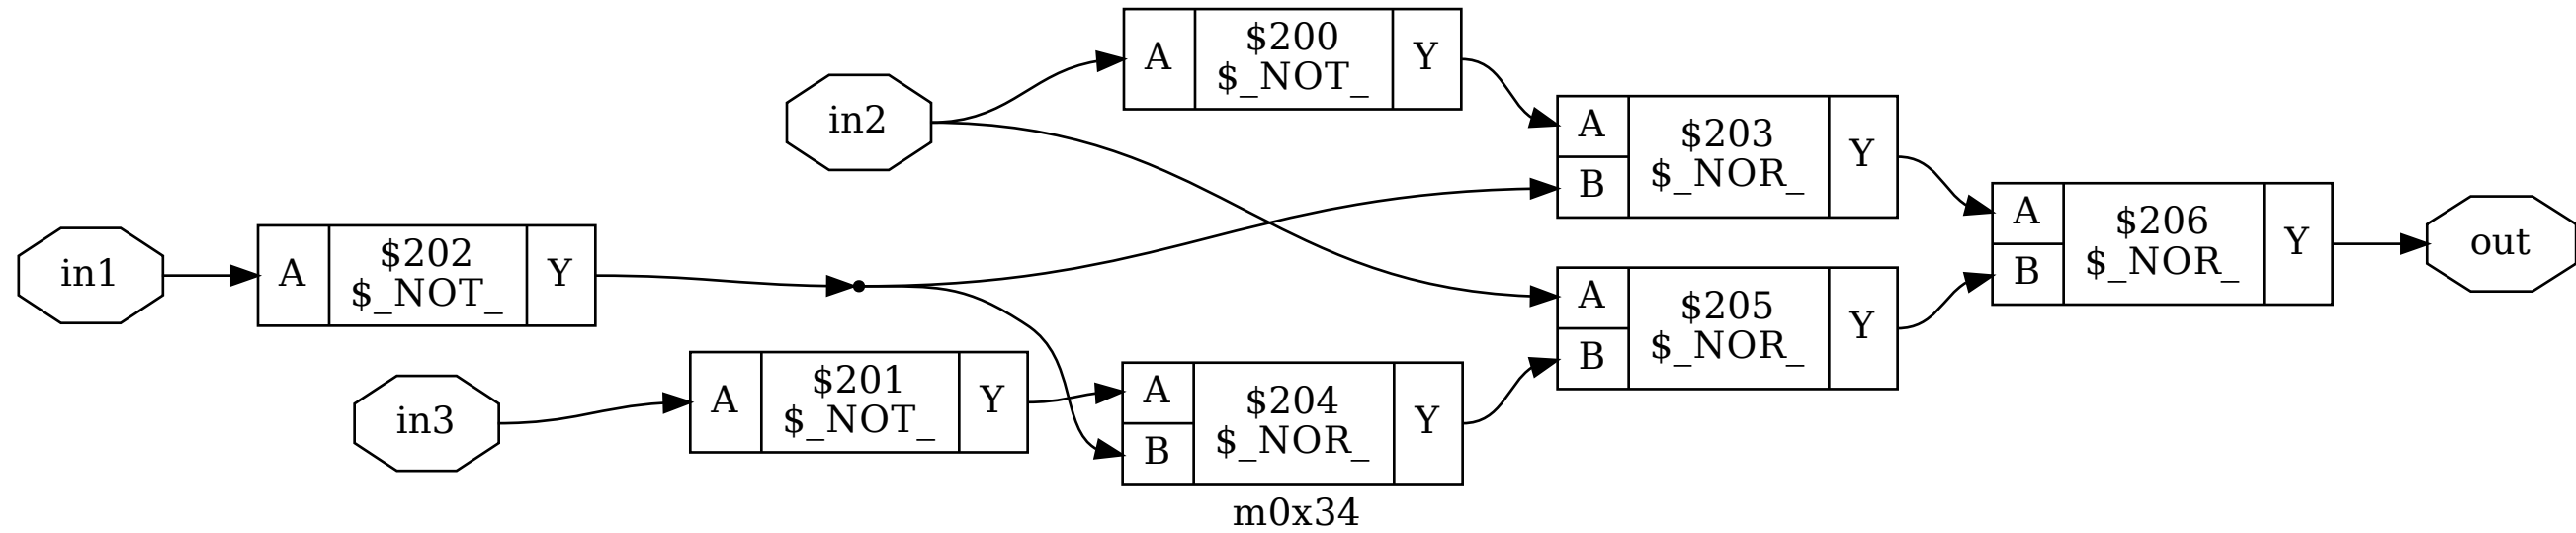 in1
A
$202
$_NOT_
Y
in2
in3
A
$201
$_NOT_
Y
A
$200
$_NOT_
Y
A
B
$204
$_NOR_
Y
A
B
$203
$_NOR_
Y
A
B
$205
$_NOR_
Y
A
B
$206
$_NOR_
Y
out
m0x34